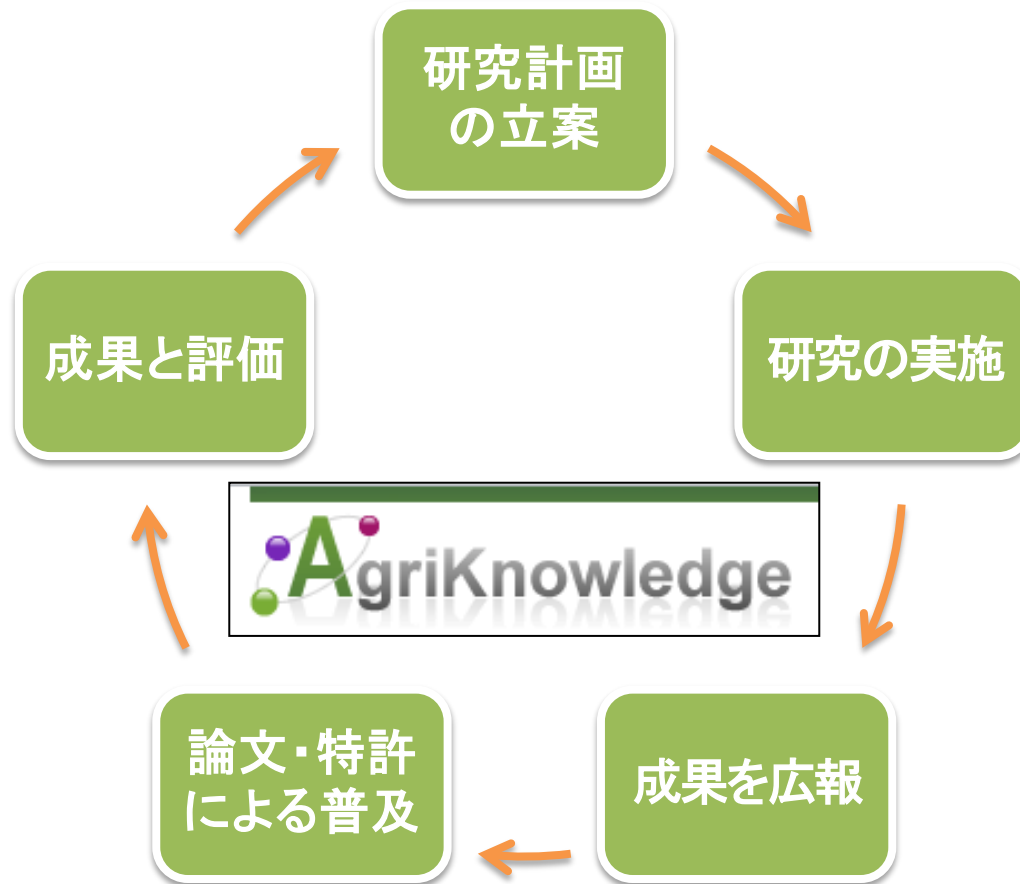 研究計画
の立案
成果と評価
研究の実施
AgriKnowledge
論文・特許
による普及
成果を広報